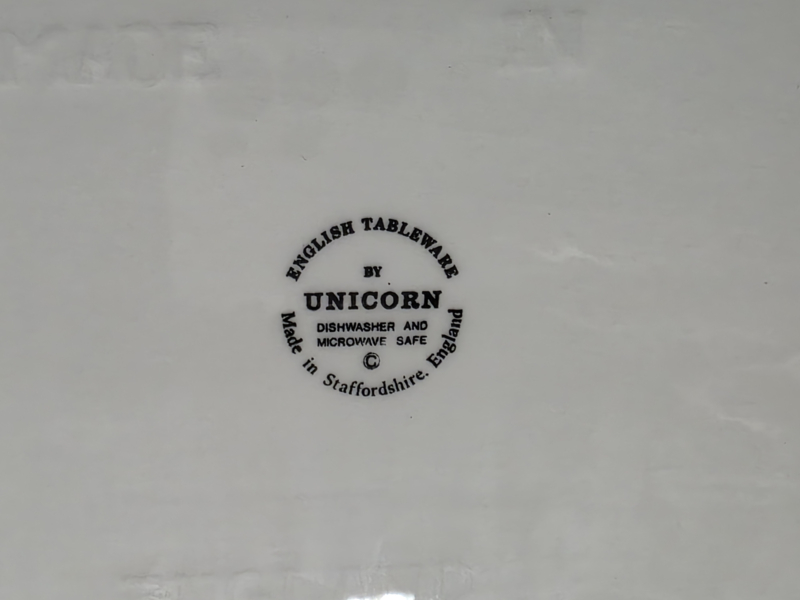 ENGLISH TABLEWARE
BY
UNICORN
DISHWASHER AND
MICROWAVE SAFE
©
Made in Staffordshire. England